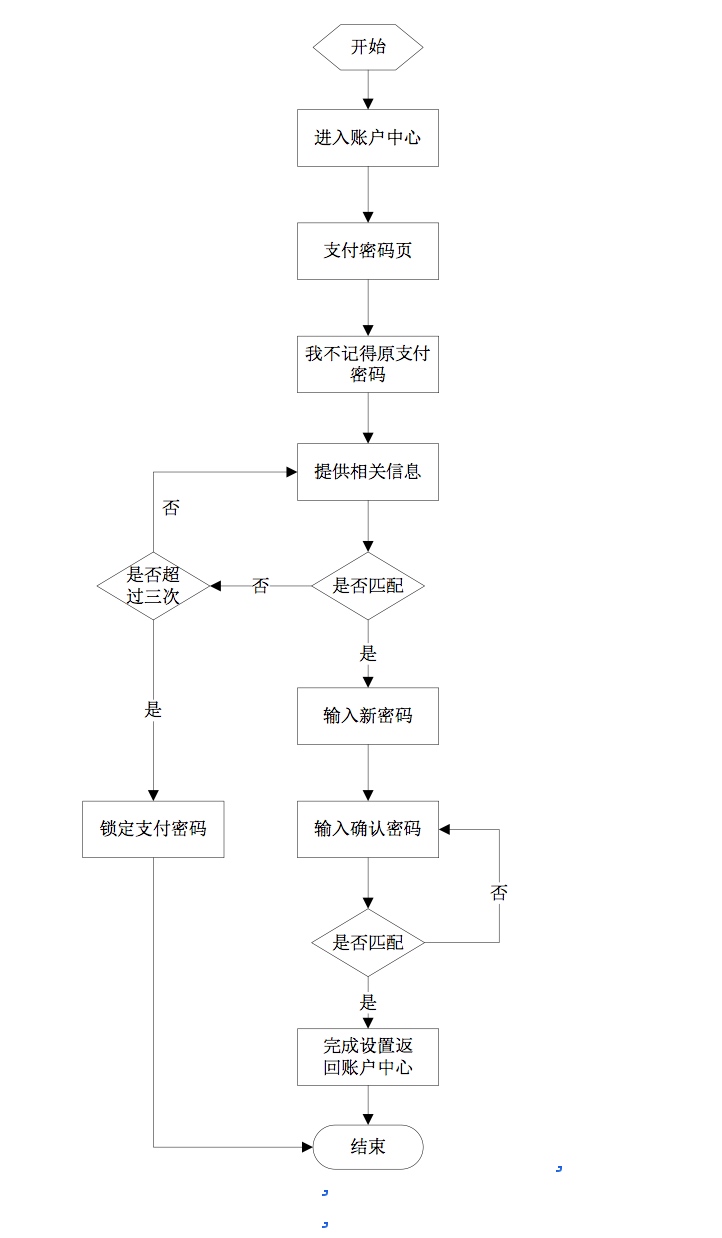 开始
进入账户中心
支付密码页
我不记得原支付
密码
提供相关信息
否
是否超
过三次
否
是否匹配
是
输入新密码
是
锁定支付密码
输入确认密码
否
是否匹配
是
完成设置返
回账户中心
结束